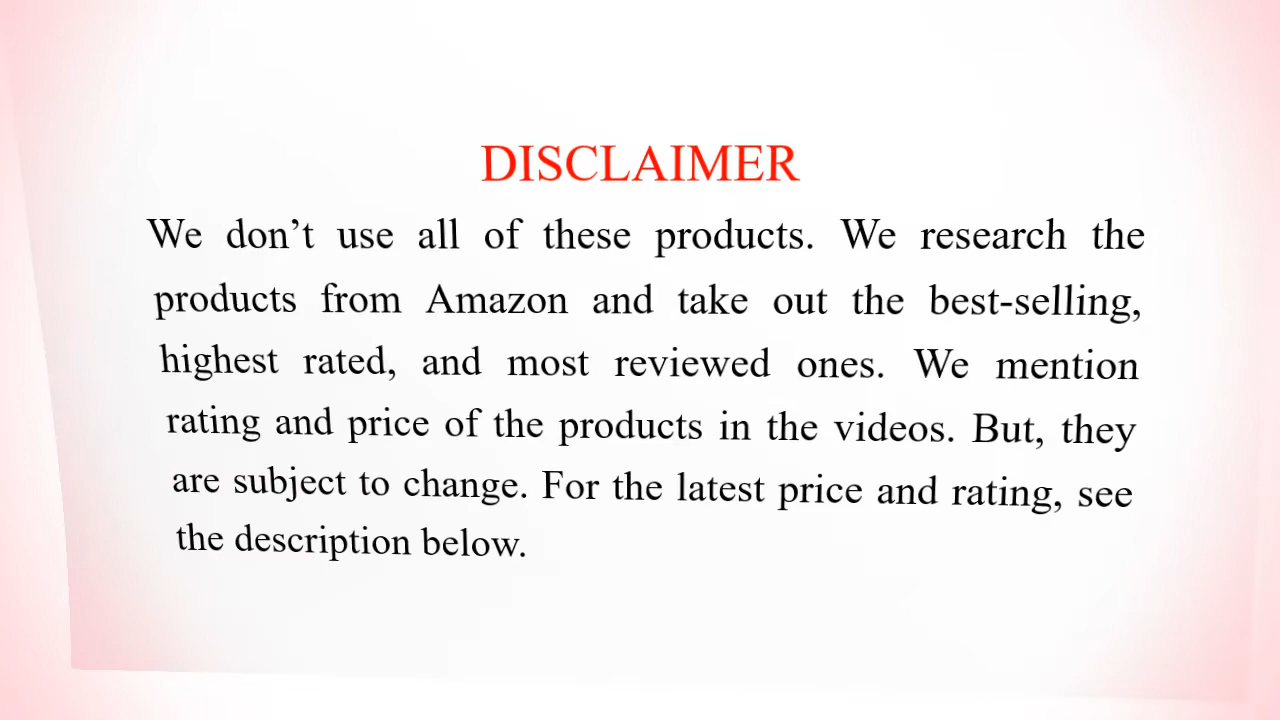 DISCLAIMER
We don’t use all of these products. We research the
products from Amazon and take out the best-selling,
highest rated, and most reviewed ones. We mention
rating and price of the products in the videos. But, they
are subject to change. For the latest price and rating, see
the description below.